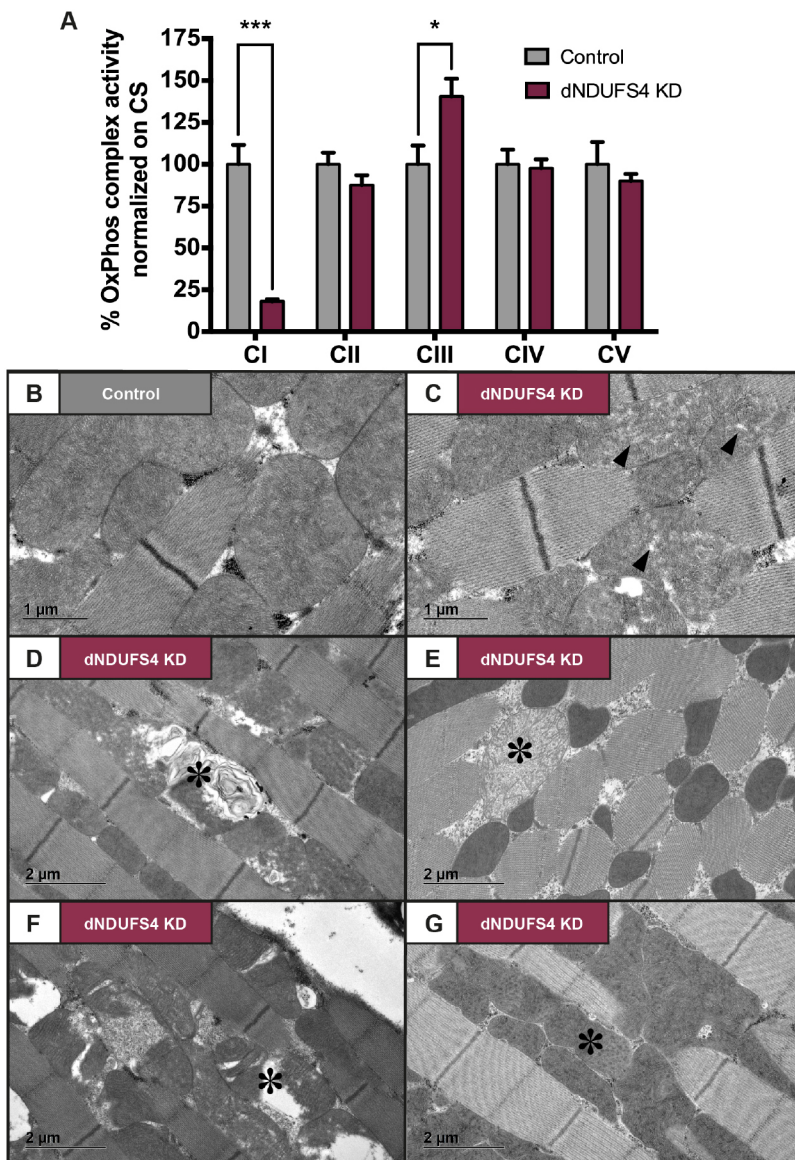 A
% OxPhos complex activity
normalized on CS
175
150
125
100
75
50
25
0
***
*
Control
dNDUFS4 KD
CI
CII
CIII
CIV
CV
B
Control
1 µm
C
dNDUFS4 KD
1 µm
D
dNDUFS4 KD
*
2 µm
E
dNDUFS4 KD
*
2 µm
F
dNDUFS4 KD
*
2 µm
G
dNDUFS4 KD
*
2 µm